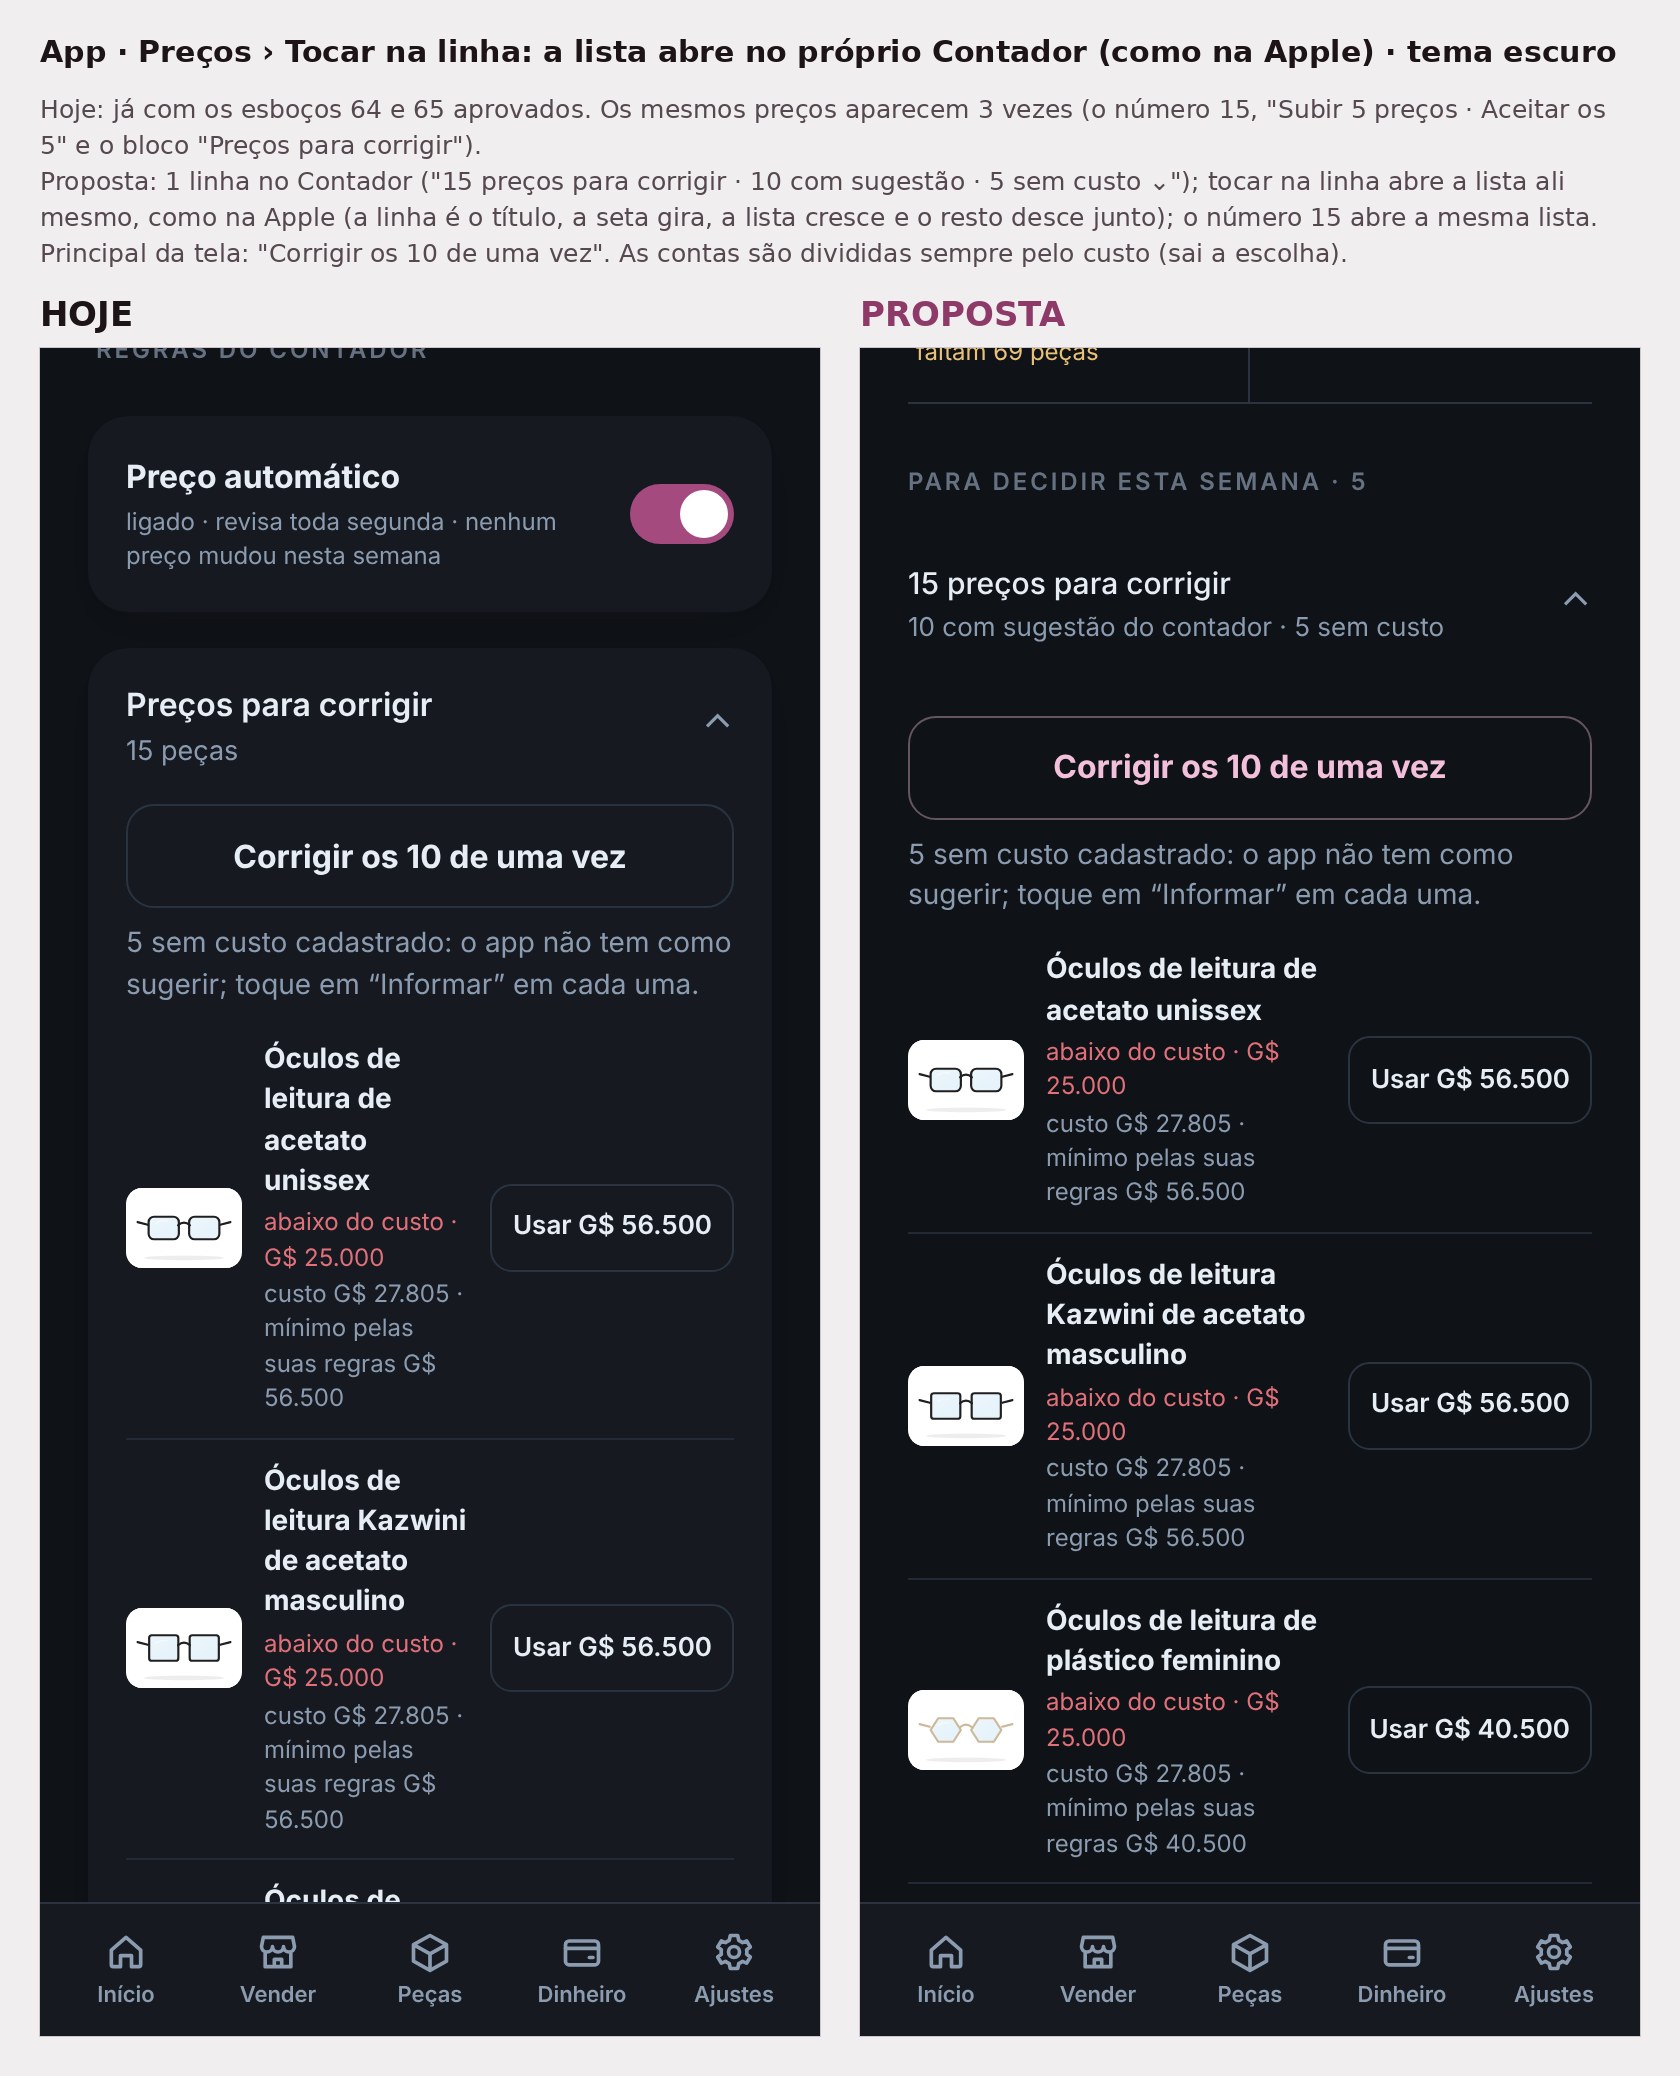 App · Preços › Tocar na linha: a lista abre no próprio Contador (como na Apple) · tema escuro
Hoje: já com os esboços 64 e 65 aprovados. Os mesmos preços aparecem 3 vezes (o número 15, "Subir 5 preços · Aceitar os
5" e o bloco "Preços para corrigir").
Proposta: 1 linha no Contador ("15 preços para corrigir · 10 com sugestão · 5 sem custo ⌄"); tocar na linha abre a lista ali
mesmo, como na Apple (a linha é o título, a seta gira, a lista cresce e o resto desce junto); o número 15 abre a mesma lista.
Principal da tela: "Corrigir os 10 de uma vez". As contas são divididas sempre pelo custo (sai a escolha).
HOJE
REGRAS DO CONTADOR
Preço automático
ligado · revisa toda segunda · nenhum
preço mudou nesta semana
Preços para corrigir
15 peças
Corrigir os 10 de uma vez
5 sem custo cadastrado: o app não tem como
sugerir; toque em “Informar” em cada uma.
Óculos de
leitura de
acetato
unissex
abaixo do custo ·
G$ 25.000
custo G$ 27.805 ·
mínimo pelas
suas regras G$
56.500
Usar G$ 56.500
Óculos de
leitura Kazwini
de acetato
masculino
abaixo do custo ·
G$ 25.000
custo G$ 27.805 ·
mínimo pelas
suas regras G$
56.500
Usar G$ 56.500
Óculos de
Início
Vender
Peças
Dinheiro
Ajustes
PROPOSTA
faltam 69 peças
PARA DECIDIR ESTA SEMANA · 5
15 preços para corrigir
10 com sugestão do contador · 5 sem custo
Corrigir os 10 de uma vez
5 sem custo cadastrado: o app não tem como
sugerir; toque em “Informar” em cada uma.
Óculos de leitura de
acetato unissex
abaixo do custo · G$
25.000
custo G$ 27.805 ·
mínimo pelas suas
regras G$ 56.500
Usar G$ 56.500
Óculos de leitura
Kazwini de acetato
masculino
abaixo do custo · G$
25.000
custo G$ 27.805 ·
mínimo pelas suas
regras G$ 56.500
Usar G$ 56.500
Óculos de leitura de
plástico feminino
abaixo do custo · G$
25.000
custo G$ 27.805 ·
mínimo pelas suas
regras G$ 40.500
Usar G$ 40.500
Início
Vender
Peças
Dinheiro
Ajustes